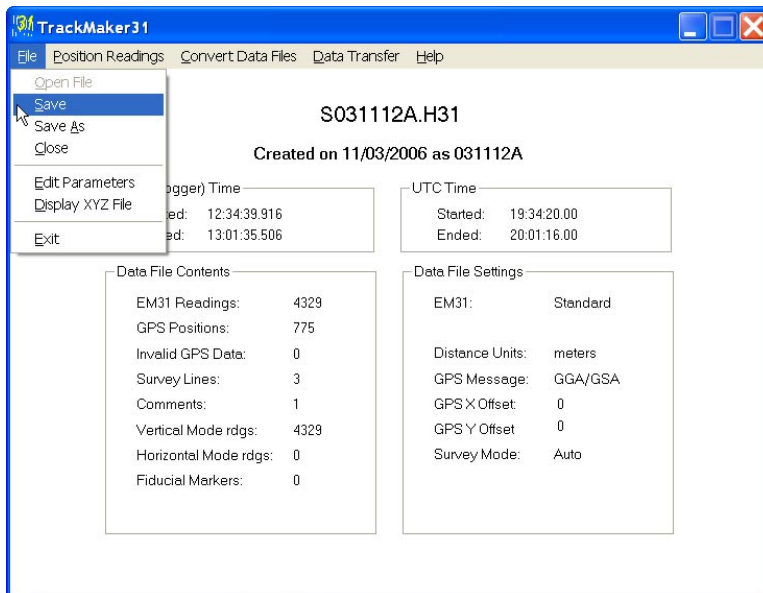 TrackMaker31
File Position Readings Convert Data Files Data Transfer Help
Open File
Save
Save As
Close
Edit Parameters
Display XYZ File
Exit
S031112A.H31
Created on 11/03/2006 as 031112A
Time
12:34:39.916
13:01:35.506
UTC Time
Started: 19:34:20.00
Ended: 20:01:16.00
Data File Contents
EM31 Readings: 4329
GPS Positions: 775
Invalid GPS Data: 0
Survey Lines: 3
Comments: 1
Vertical Mode rdgs: 4329
Horizontal Mode rdgs: 0
Fiducial Markers: 0
Data File Settings
EM31: Standard
Distance Units: meters
GPS Message: GGA/GSA
GPS X Offset: 0
GPS Y Offset 0
Survey Mode: Auto